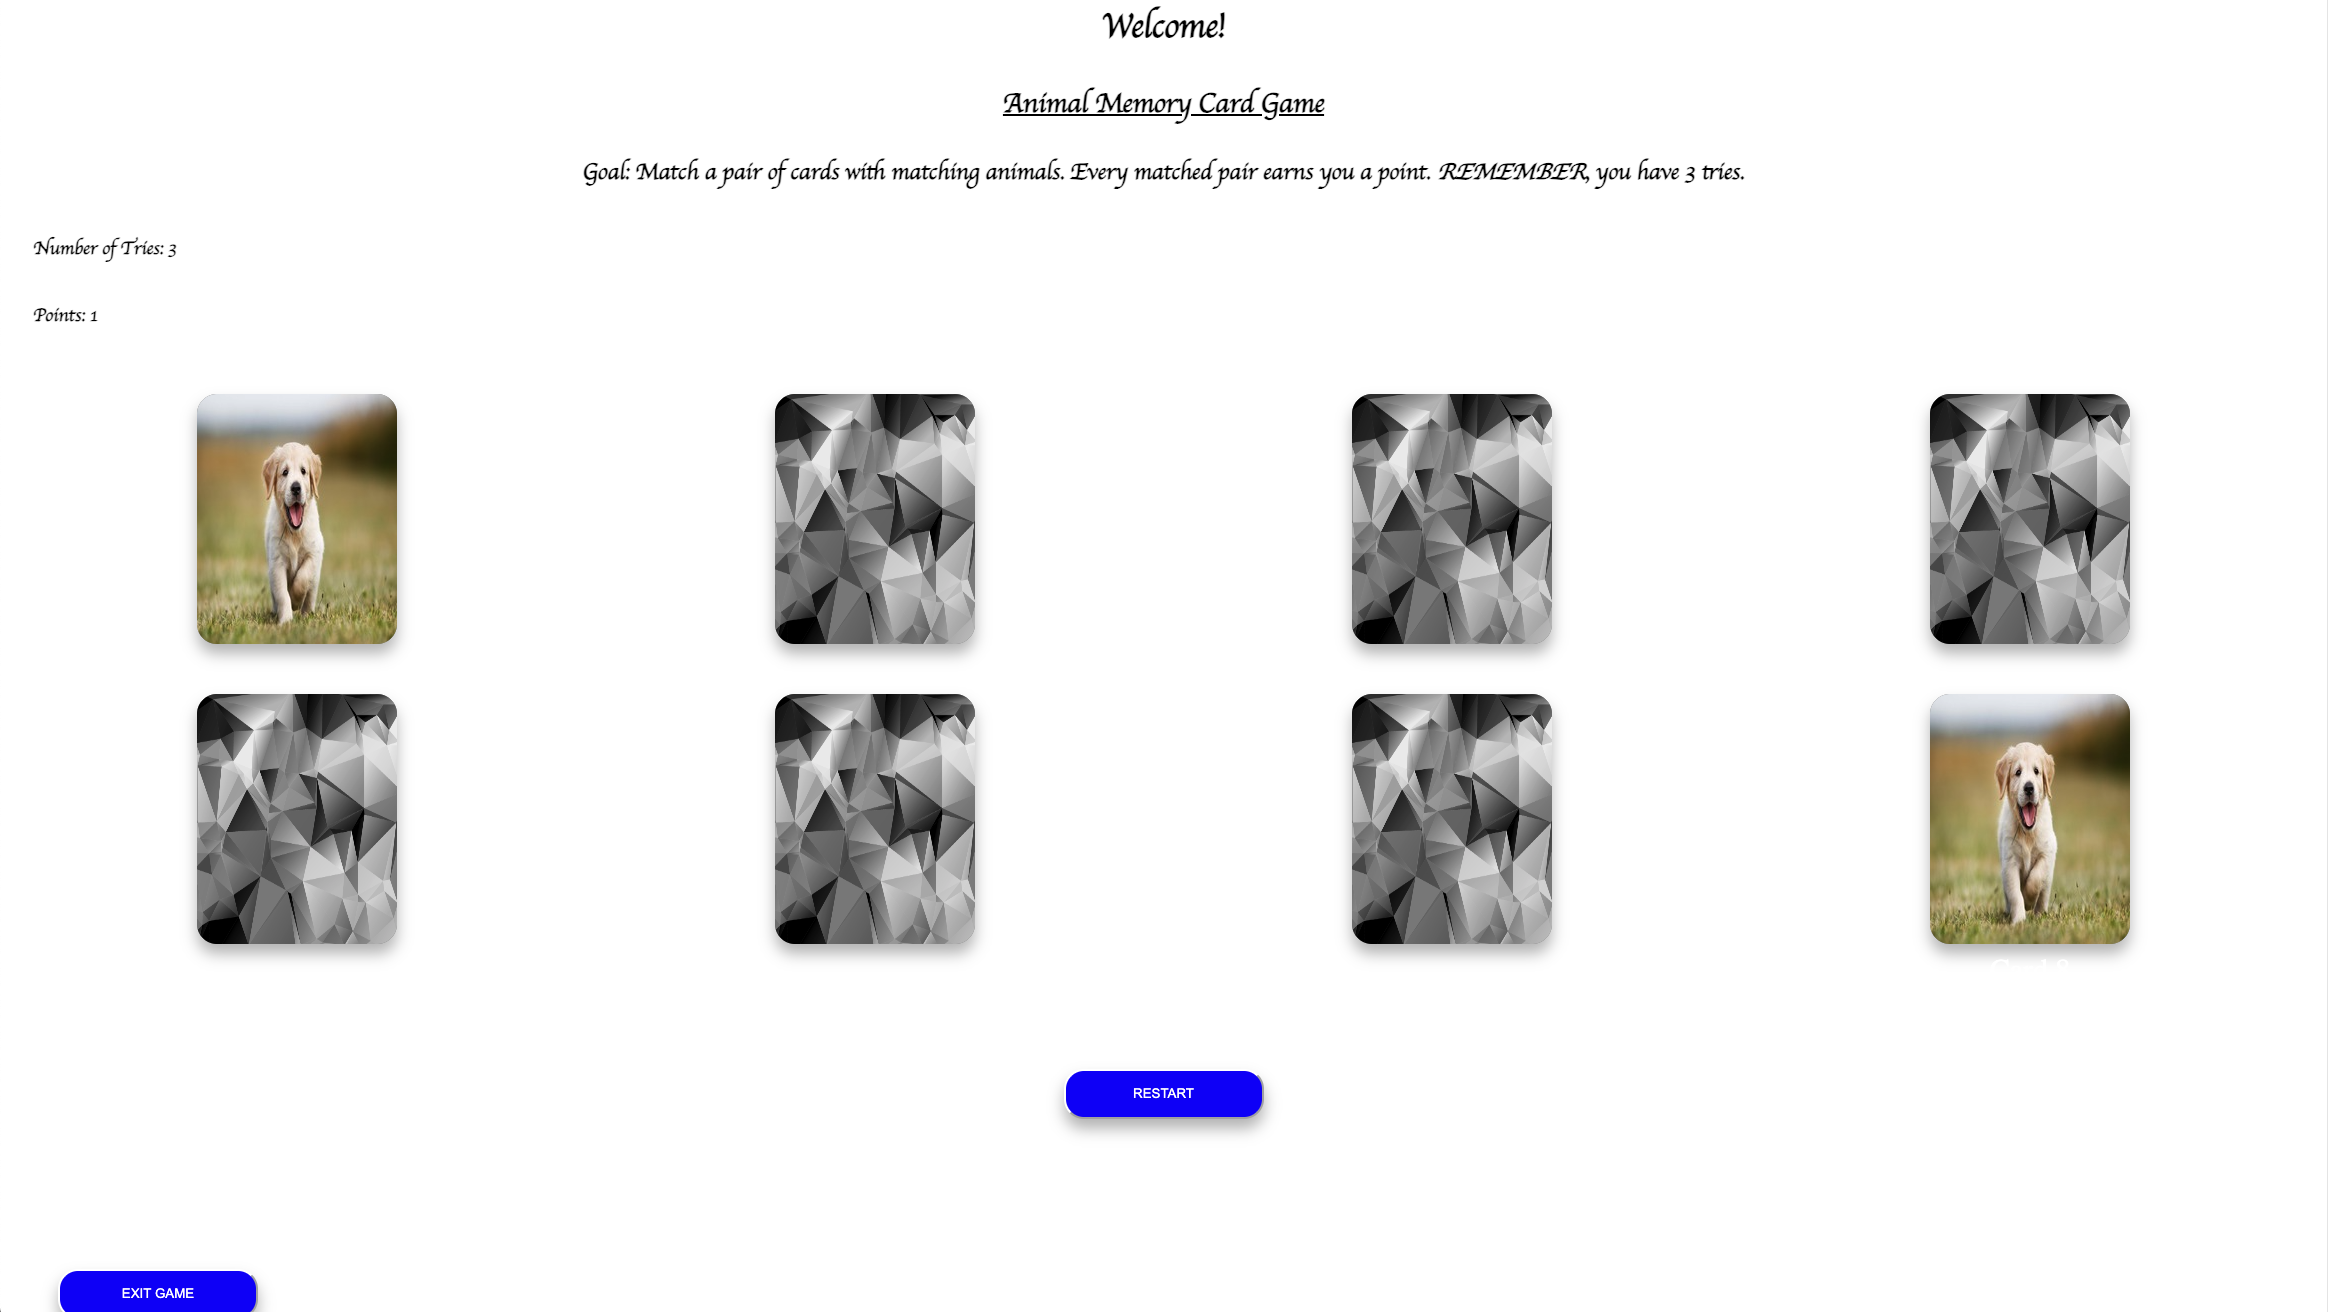 Welcome!
Animal Memory Card Game
Goal: Match a pair of cards with matching animals. Every matched pair earns you a point. REMEMBER, you have 3 tries.
Number of Tries: 3
Points: 1
RESTART
EXIT GAME